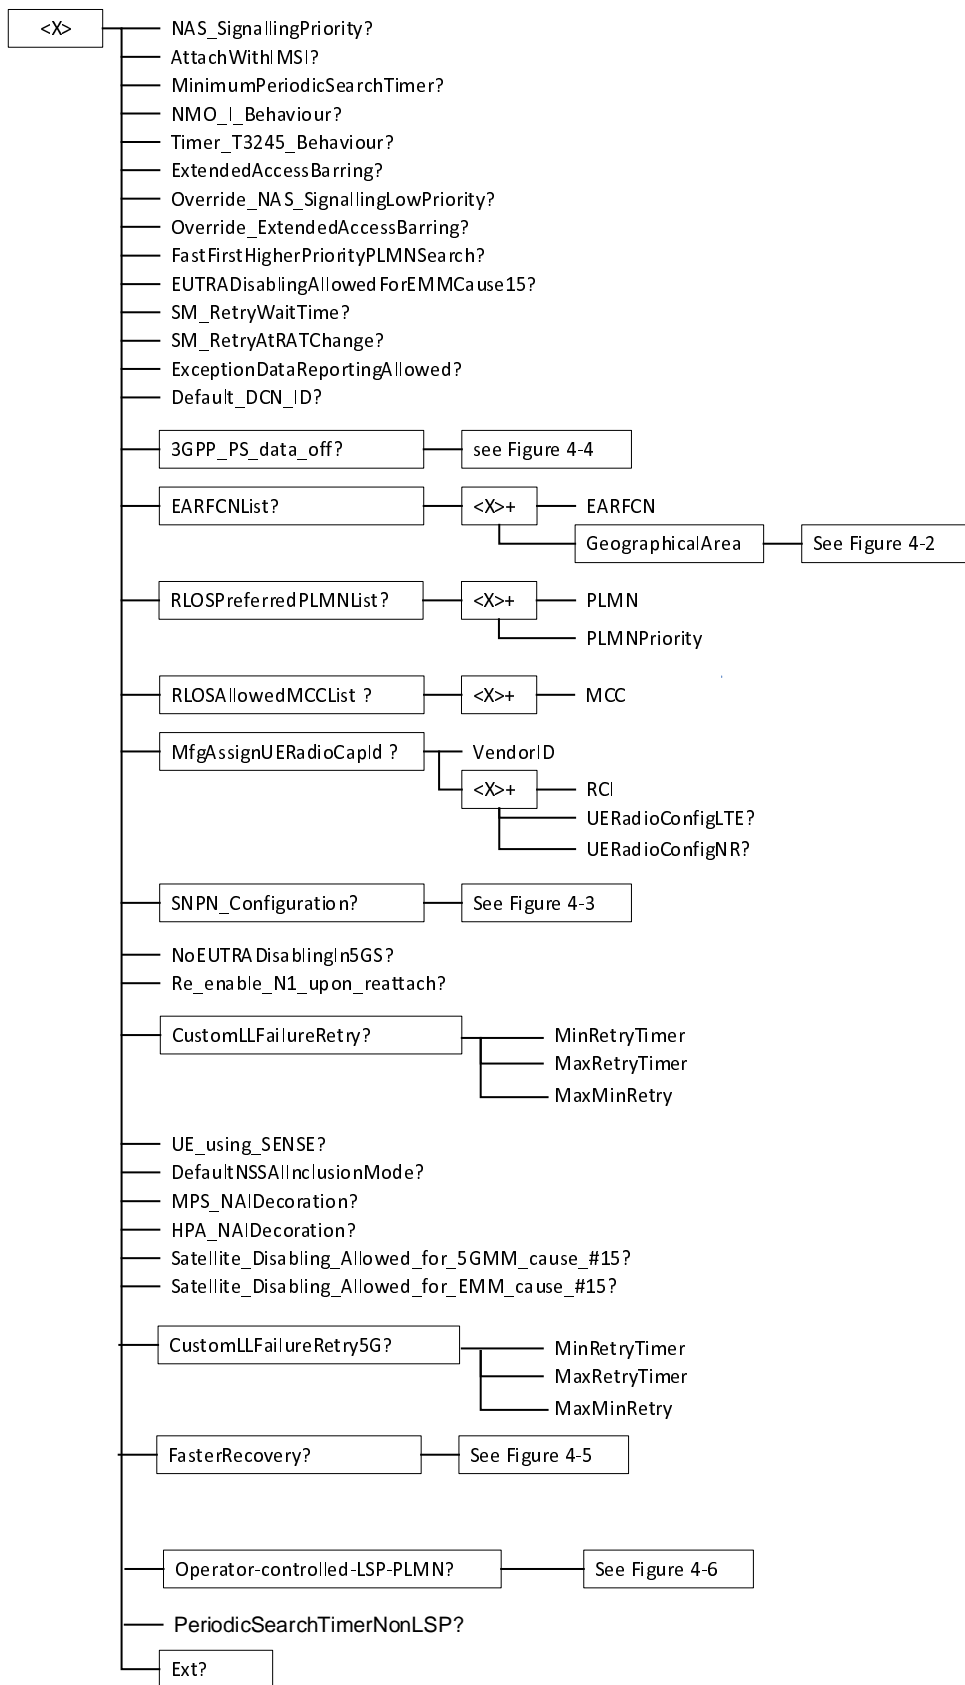 <X>
NAS_SignallingPriority?
AttachWithIMSI?
MinimumPeriodicSearchTimer?
NMO_I_Behaviour?
Timer_T3245_Behaviour?
ExtendedAccessBarring?
Override_NAS_SignallingLowPriority?
Override_ExtendedAccessBarring?
FastFirstHigherPriorityPLMNSearch?
EUTRADisablingAllowedForEMMCause15?
SM_RetryWaitTime?
SM_RetryAtRATChange?
ExceptionDataReportingAllowed?
Default_DCN_ID?
3GPP_PS_data_off?
see Figure 4-4
EARFCNList?
<X>+
EARFCN
GeographicalArea
See Figure 4-2
RLOSPreferredPLMNList?
<X>+
PLMN
PLMNPriority
RLOSAllowedMCCList ?
<X>+
MCC
MfgAssignUERadioCapId ?
VendorID
<X>+
RCI
UERadioConfigLTE?
UERadioConfigNR?
SNPN_Configuration?
See Figure 4-3
NoEUTRADisablingIn5GS?
Re_enable_N1_upon_reattach?
CustomLLFailureRetry?
MinRetryTimer
MaxRetryTimer
MaxMinRetry
UE_using_SENSE?
DefaultNSSAIInclusionMode?
MPS_NAIDecoration?
HPA_NAIDecoration?
Satellite_Disabling_Allowed_for_5GMM_cause_#15?
Satellite_Disabling_Allowed_for_EMM_cause_#15?
CustomLLFailureRetry5G?
MinRetryTimer
MaxRetryTimer
MaxMinRetry
FasterRecovery?
See Figure 4-5
Operator-controlled-LSP-PLMN?
See Figure 4-6
PeriodicSearchTimerNonLSP?
Ext?